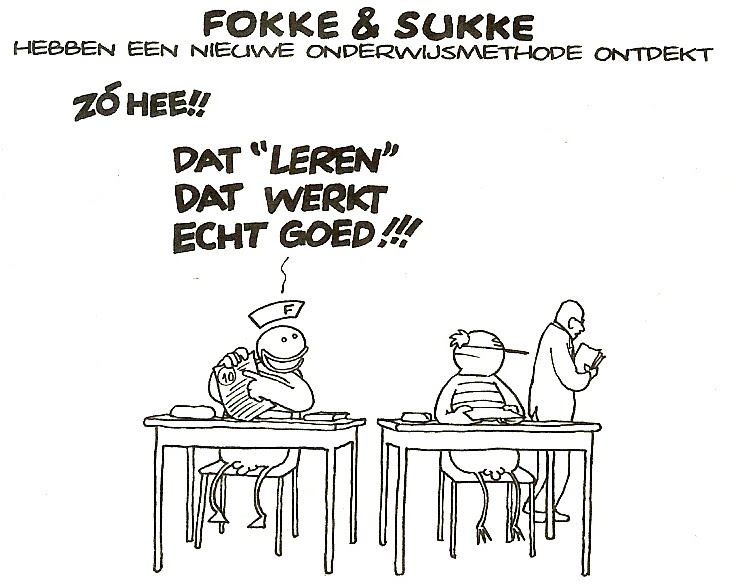 FOKKE & SUKKE
HEBBEN EEN NIEUWE ONDERWIJSMETHODE ONTDEKT
ZÓ HEE!!
DAT "LEREN"
DAT WERKT
ECHT GOED!!!
F
10